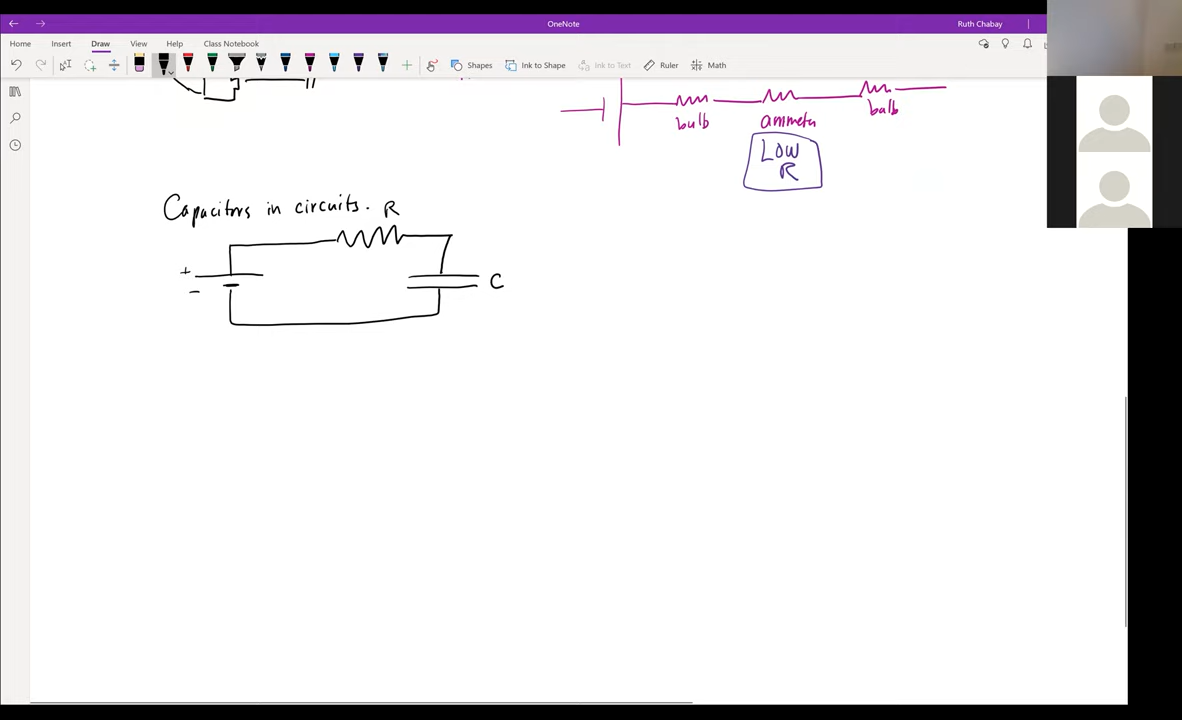 OneNote
Ruth Chabay
Home Insert Draw View Help Class Notebook
Shapes Ink to Shape Ink to Text Ruler Math
bulb ammeter bulb
LOW
R
Capacitors in circuits. R
+
−
C